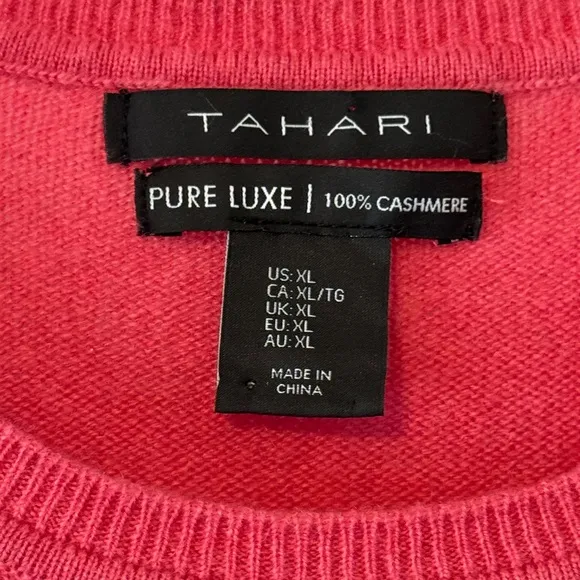 TAHARI
PURE LUXE | 100% CASHMERE
US: XL
CA: XL/TG
UK: XL
EU: XL
AU: XL
MADE IN
CHINA